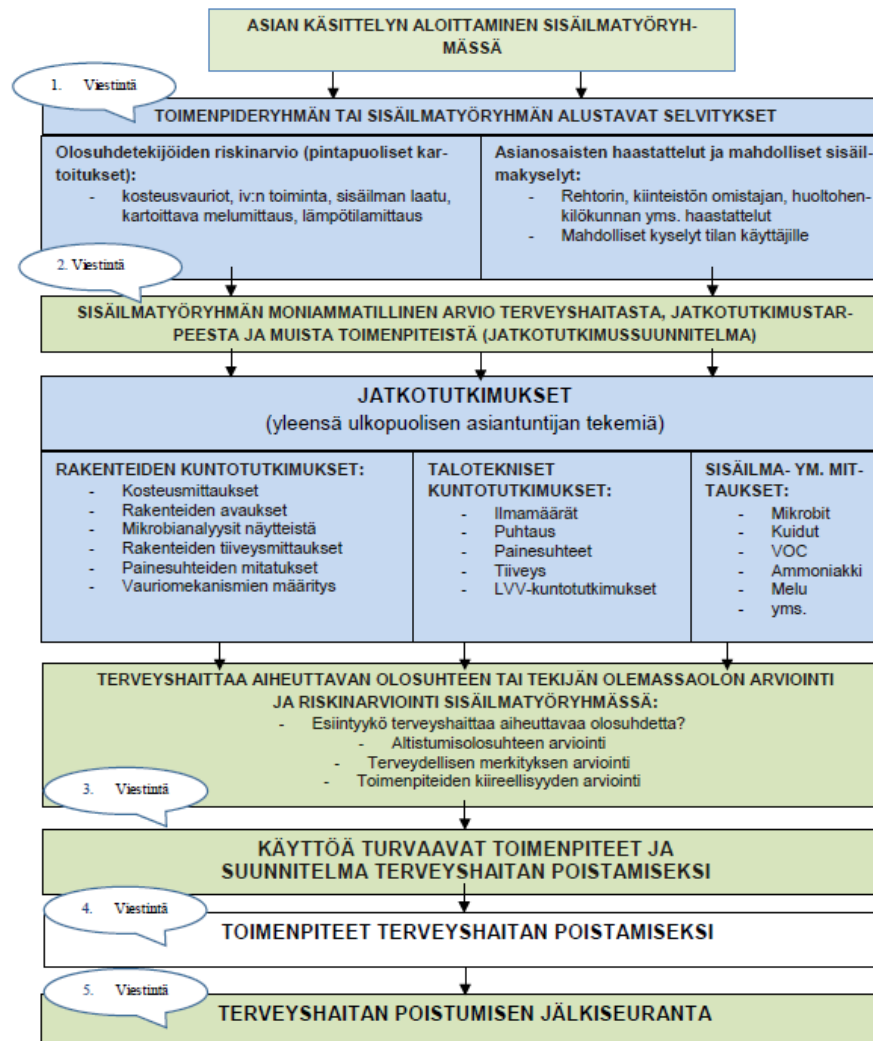 ASIAN KÄSITTELYN ALOITTAMINEN SISÄILMATYÖRYH-
MÄSSÄ
1. Viestintä
TOIMENPIDERYHMÄN TAI SISÄILMATYÖRYHMÄN ALUSTAVAT SELVITYKSET
Olosuhdetekijöiden riskinarvio (pintapuoliset kar-
toitukset):
- kosteusvauriot, iv:n toiminta, sisäilman laatu,
kartoittava melumittaus, lämpötilamittaus
Asianosaisten haastattelut ja mahdolliset sisäil-
makyselyt:
- Rehtorin, kiinteistön omistajan, huoltohen-
kilökunnan yms. haastattelut
- Mahdolliset kyselyt tilan käyttäjille
2. Viestintä
SISÄILMATYÖRYHMÄN MONIAMMATILLINEN ARVIO TERVEYSHAITASTA, JATKOTUTKIMUSTAR-
PEESTA JA MUISTA TOIMENPITEISTÄ (JATKOTUTKIMUSSUUNNITELMA)
JATKOTUTKIMUKSET
(yleensä ulkopuolisen asiantuntijan tekemiä)
RAKENTEIDEN KUNTOTUTKIMUKSET:
- Kosteusmittaukset
- Rakenteiden avaukset
- Mikrobianalyysit näytteistä
- Rakenteiden tiiveysmittaukset
- Painesuhteiden mitatukset
- Vauriomekanismien määritys
TALOTEKNISET
KUNTOTUTKIMUKSET:
- Ilmamäärät
- Puhtaus
- Painesuhteet
- Tiiveys
- LVV-kuntotutkimukset
SISÄILMA- YM. MIT-
TAUKSET:
- Mikrobit
- Kuidut
- VOC
- Ammoniakki
- Melu
- yms.
TERVEYSHAITTAA AIHEUTTAVAN OLOSUHTEEN TAI TEKIJÄN OLEMASSAOLON ARVIOINTI
JA RISKINARVIOINTI SISÄILMATYÖRYHMÄSSÄ:
- Esiintyykö terveyshaittaa aiheuttavaa olosuhdetta?
- Altistumisolosuhteen arviointi
- Terveydellisen merkityksen arviointi
- Toimenpiteiden kiireellisyyden arviointi
3. Viestintä
KÄYTTÖÄ TURVAAVAT TOIMENPITEET JA
SUUNNITELMA TERVEYSHAITAN POISTAMISEKSI
4. Viestintä
TOIMENPITEET TERVEYSHAITAN POISTAMISEKSI
5. Viestintä
TERVEYSHAITAN POISTUMISEN JÄLKISEURANTA